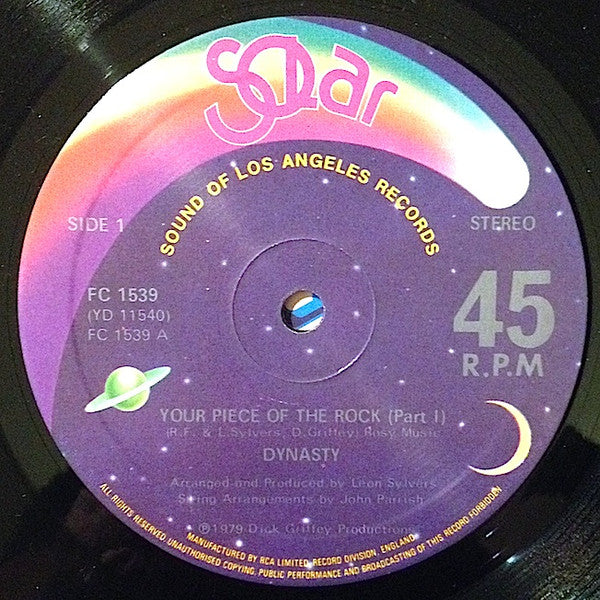 Solar
SOUND OF LOS ANGELES RECORDS
SIDE 1
STEREO
FC 1539
(YD 11540)
FC 1539 A
45
R.P.M
YOUR PIECE OF THE ROCK (Part I)
(R.F. & L.Sylvers, D.Griffey) Rosy Music
DYNASTY
Arranged and Produced by Leon Sylvers
String Arrangements by John Parrish
℗1979 Dick Griffey Productions
MANUFACTURED BY RCA LIMITED, RECORD DIVISION, ENGLAND.
ALL RIGHTS RESERVED. UNAUTHORISED COPYING, PUBLIC PERFORMANCE AND BROADCASTING OF THIS RECORD FORBIDDEN